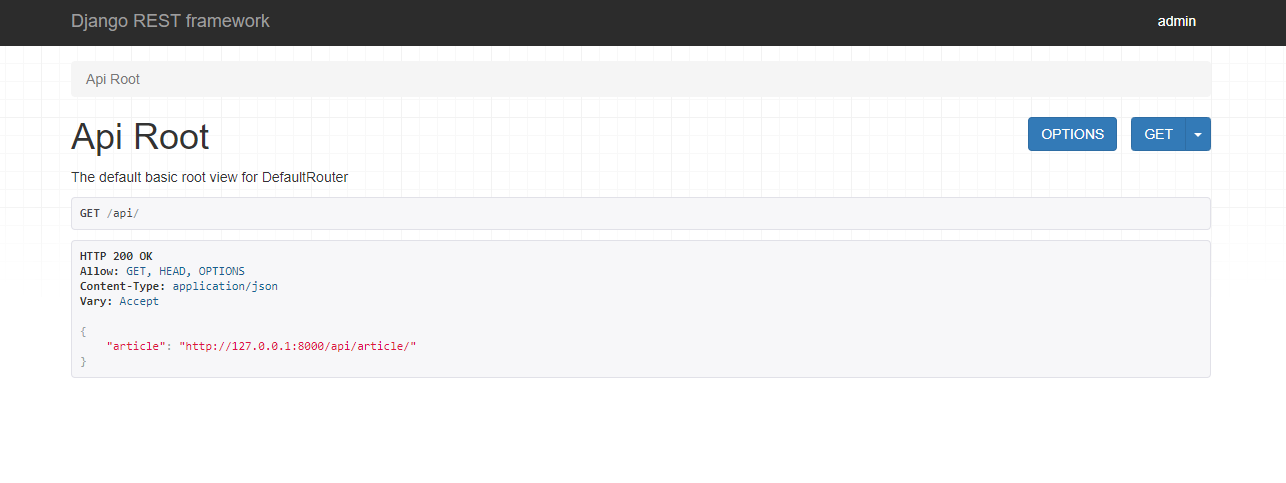 Django REST framework admin
Api Root
Api Root OPTIONS GET
The default basic root view for DefaultRouter
GET /api/
HTTP 200 OK
Allow: GET, HEAD, OPTIONS
Content-Type: application/json
Vary: Accept
{
    "article": "http://127.0.0.1:8000/api/article/"
}